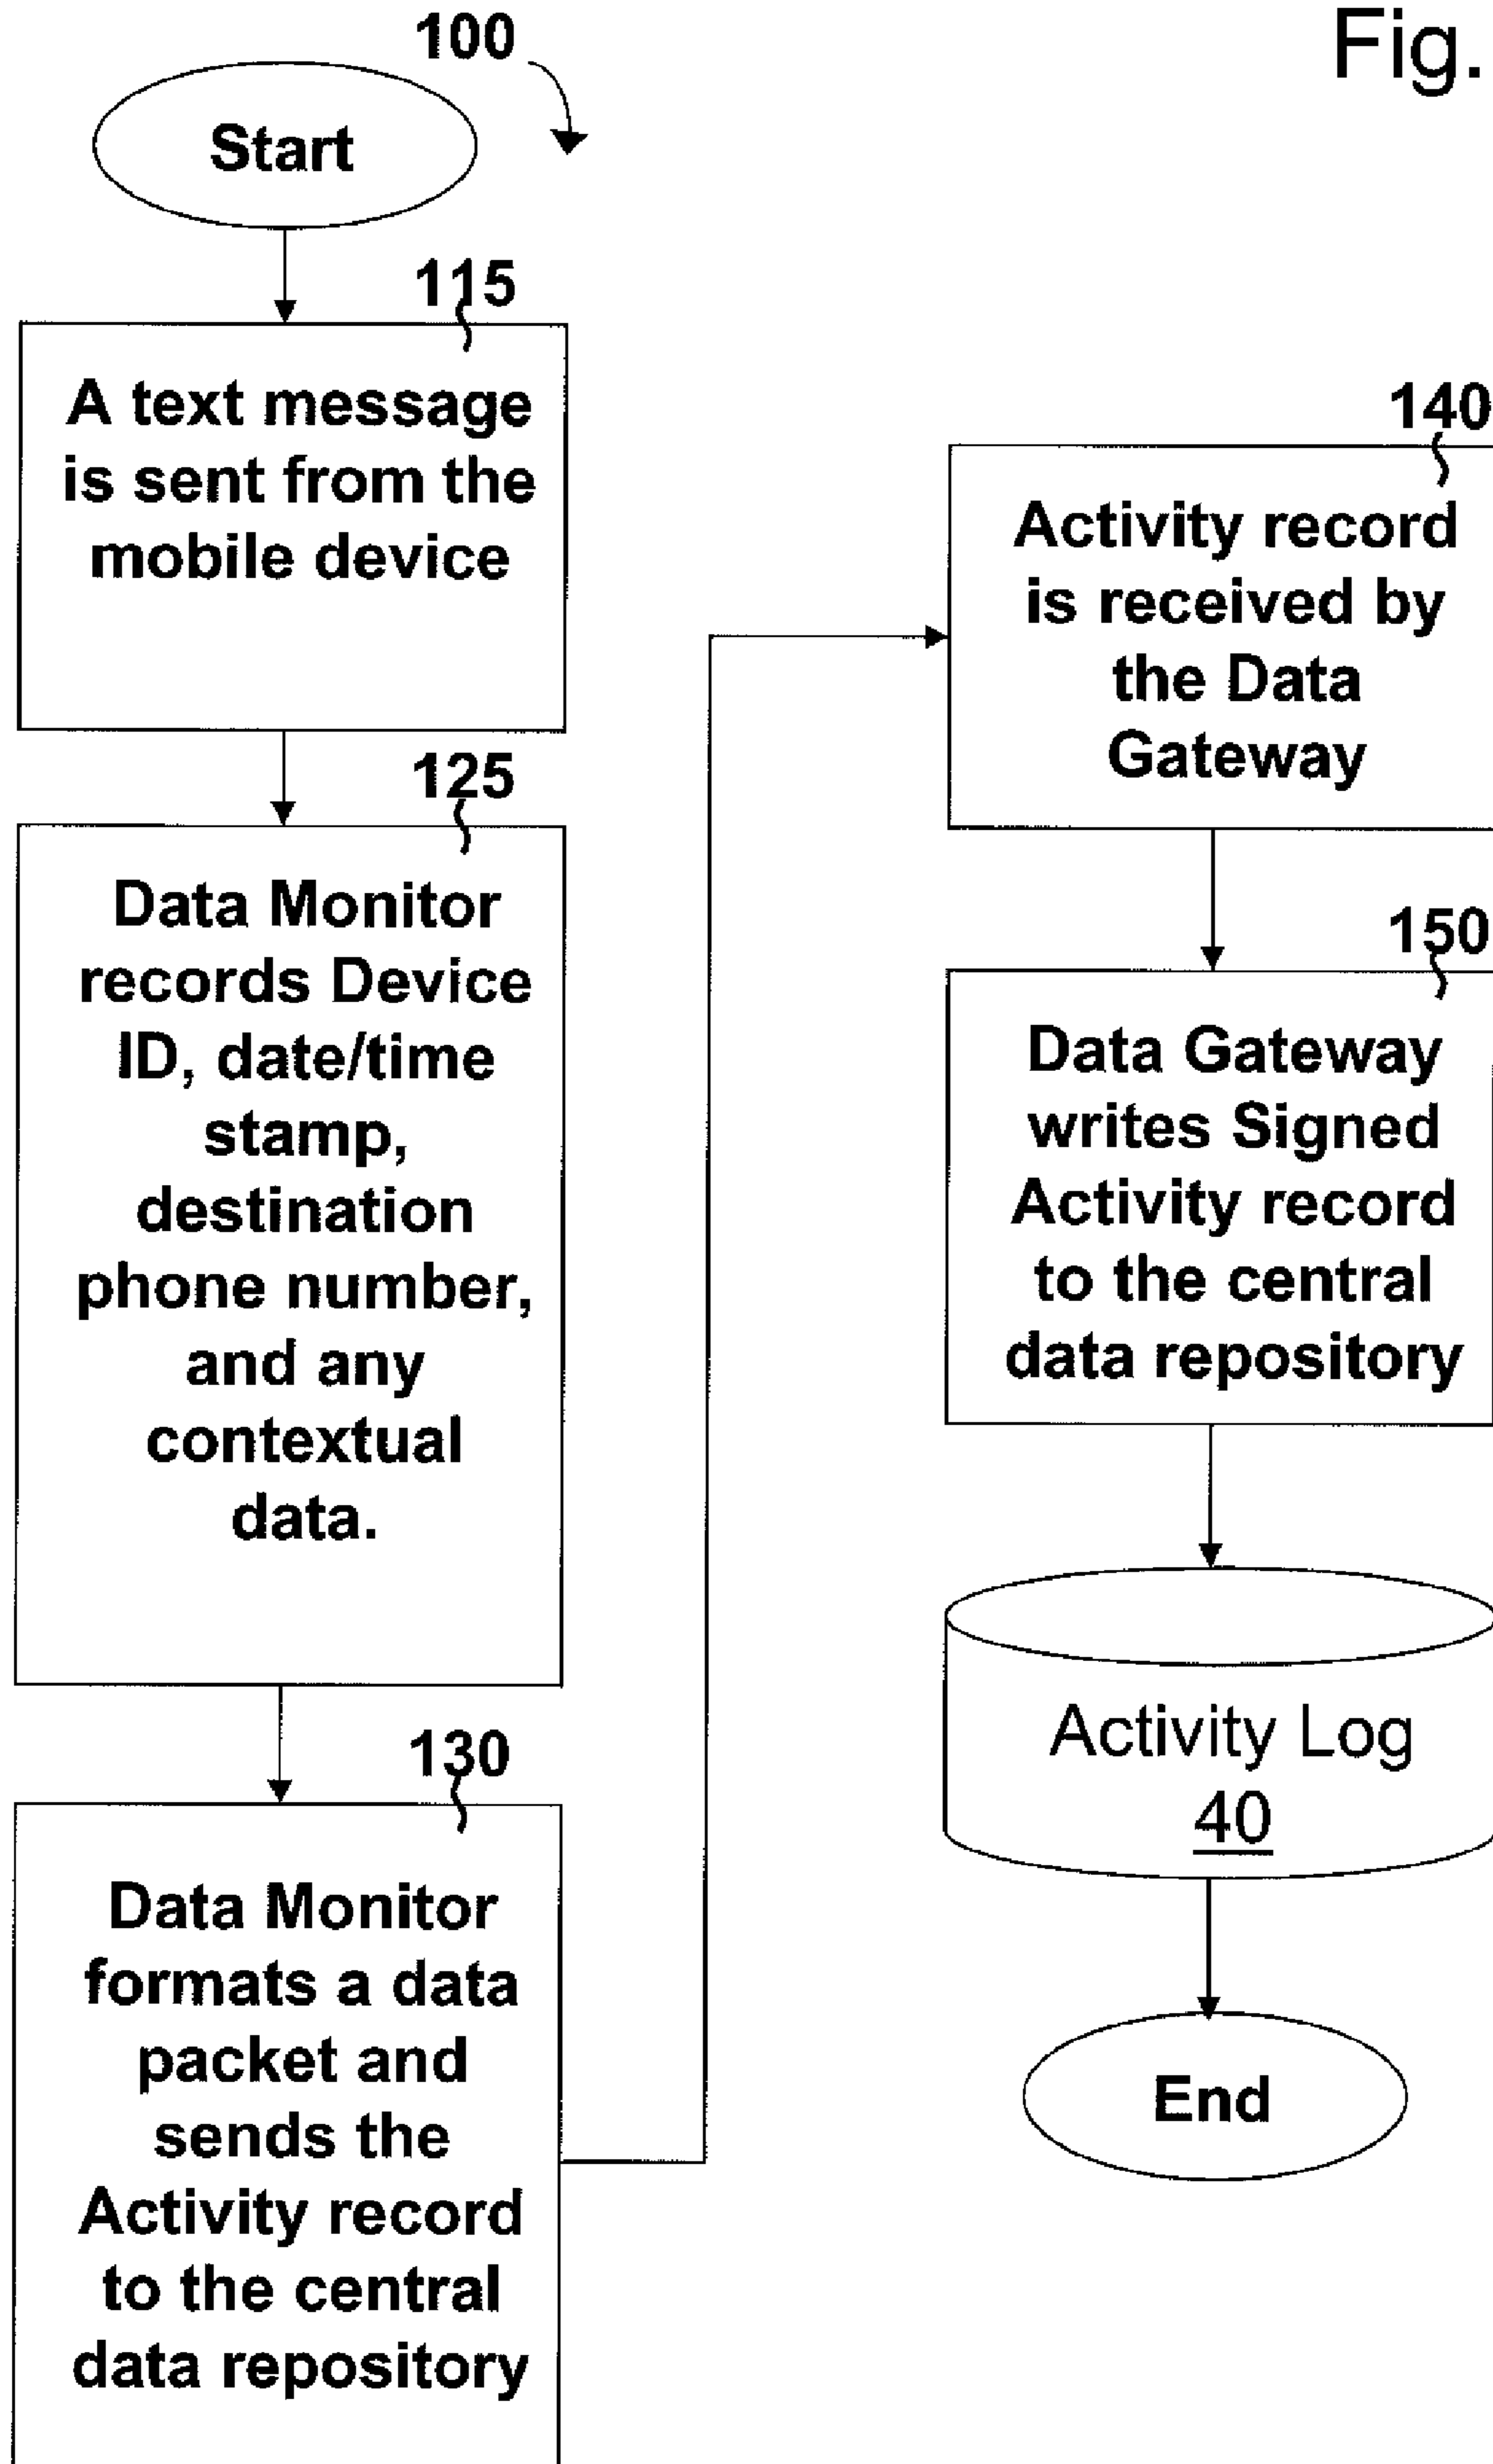 100
Fig.
Start
115
A text message
is sent from the
mobile device
125
Data Monitor
records Device
ID, date/time
stamp,
destination
phone number,
and any
contextual
data.
130
Data Monitor
formats a data
packet and
sends the
Activity record
to the central
data repository
140
Activity record
is received by
the Data
Gateway
150
Data Gateway
writes Signed
Activity record
to the central
data repository
Activity Log
40
End